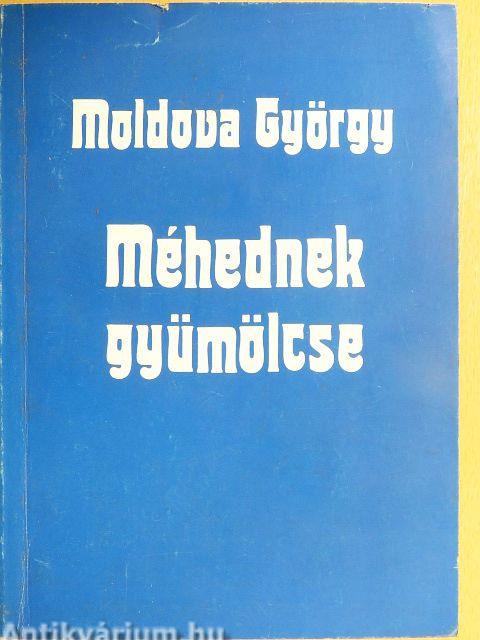 Moldova György
Méhednek
gyümölcse
Antikvárium.hu